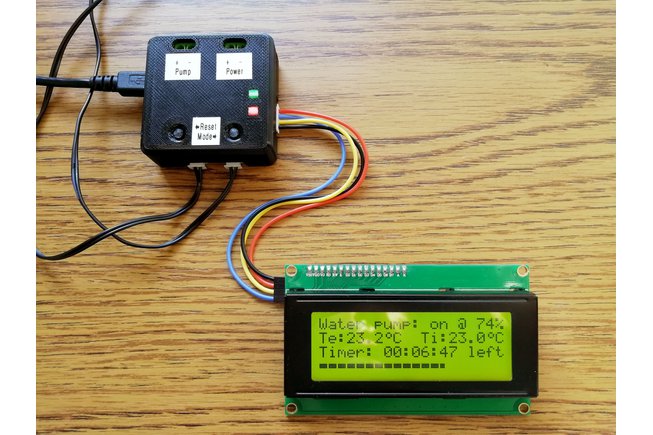 + -
Pump
+ -
Power
←Reset
Mode→
Water pump: on @ 74%
Te:23.2°C Ti:23.0°C
Timer: 00:06:47 left